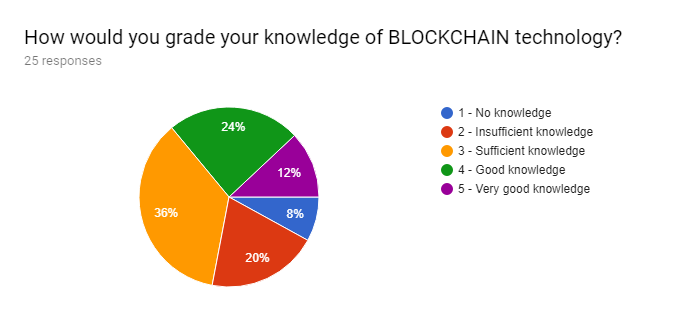 How would you grade your knowledge of BLOCKCHAIN technology?
25 responses
24%
12%
36%
8%
20%
1 - No knowledge
2 - Insufficient knowledge
3 - Sufficient knowledge
4 - Good knowledge
5 - Very good knowledge